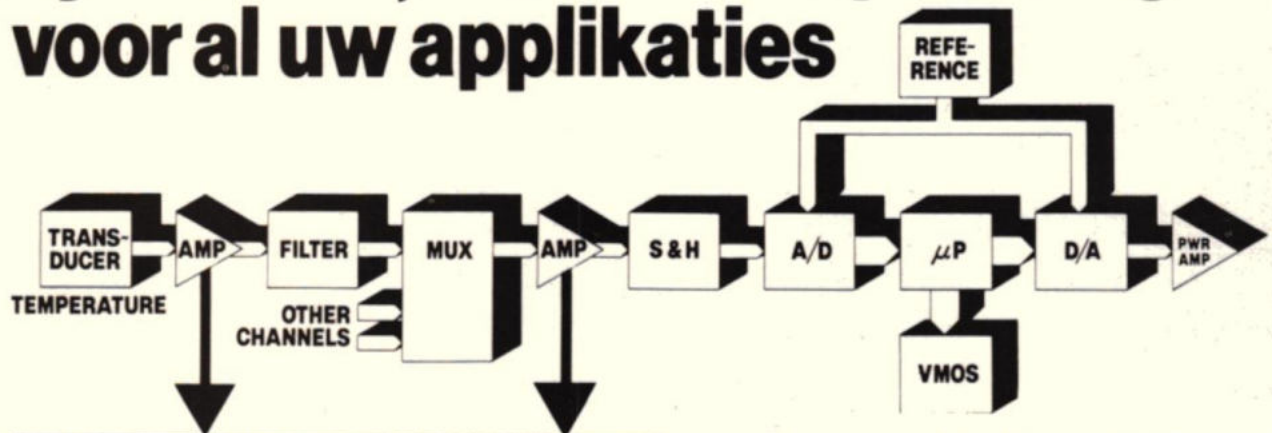 voor al uw applikaties
REFE-
RENCE
TRANS-
DUCER
AMP
FILTER
MUX
AMP
S & H
A/D
μP
D/A
PWR
AMP
TEMPERATURE
OTHER
CHANNELS
VMOS